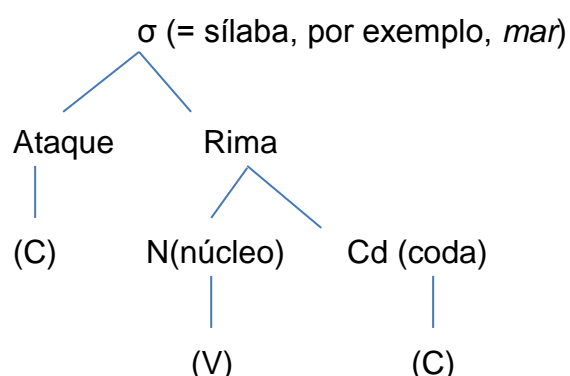 σ (= sílaba, por exemplo, mar)
Ataque Rima
(C) N(núcleo) Cd (coda)
(V) (C)